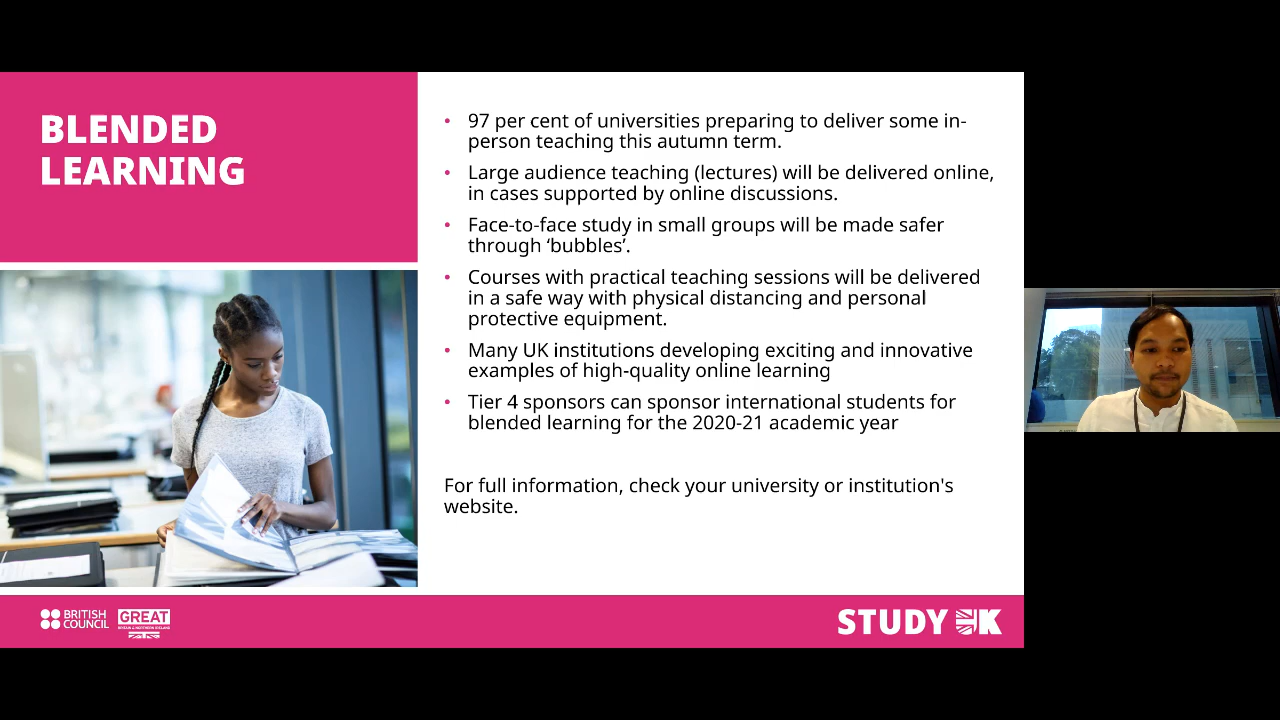 BLENDED
LEARNING
• 97 per cent of universities preparing to deliver some in-
person teaching this autumn term.
• Large audience teaching (lectures) will be delivered online,
in cases supported by online discussions.
• Face-to-face study in small groups will be made safer
through ‘bubbles’.
• Courses with practical teaching sessions will be delivered
in a safe way with physical distancing and personal
protective equipment.
• Many UK institutions developing exciting and innovative
examples of high-quality online learning
• Tier 4 sponsors can sponsor international students for
blended learning for the 2020-21 academic year
For full information, check your university or institution's
website.
BRITISH
COUNCIL
GREAT
BRITAIN & NORTHERN IRELAND
STUDY UK